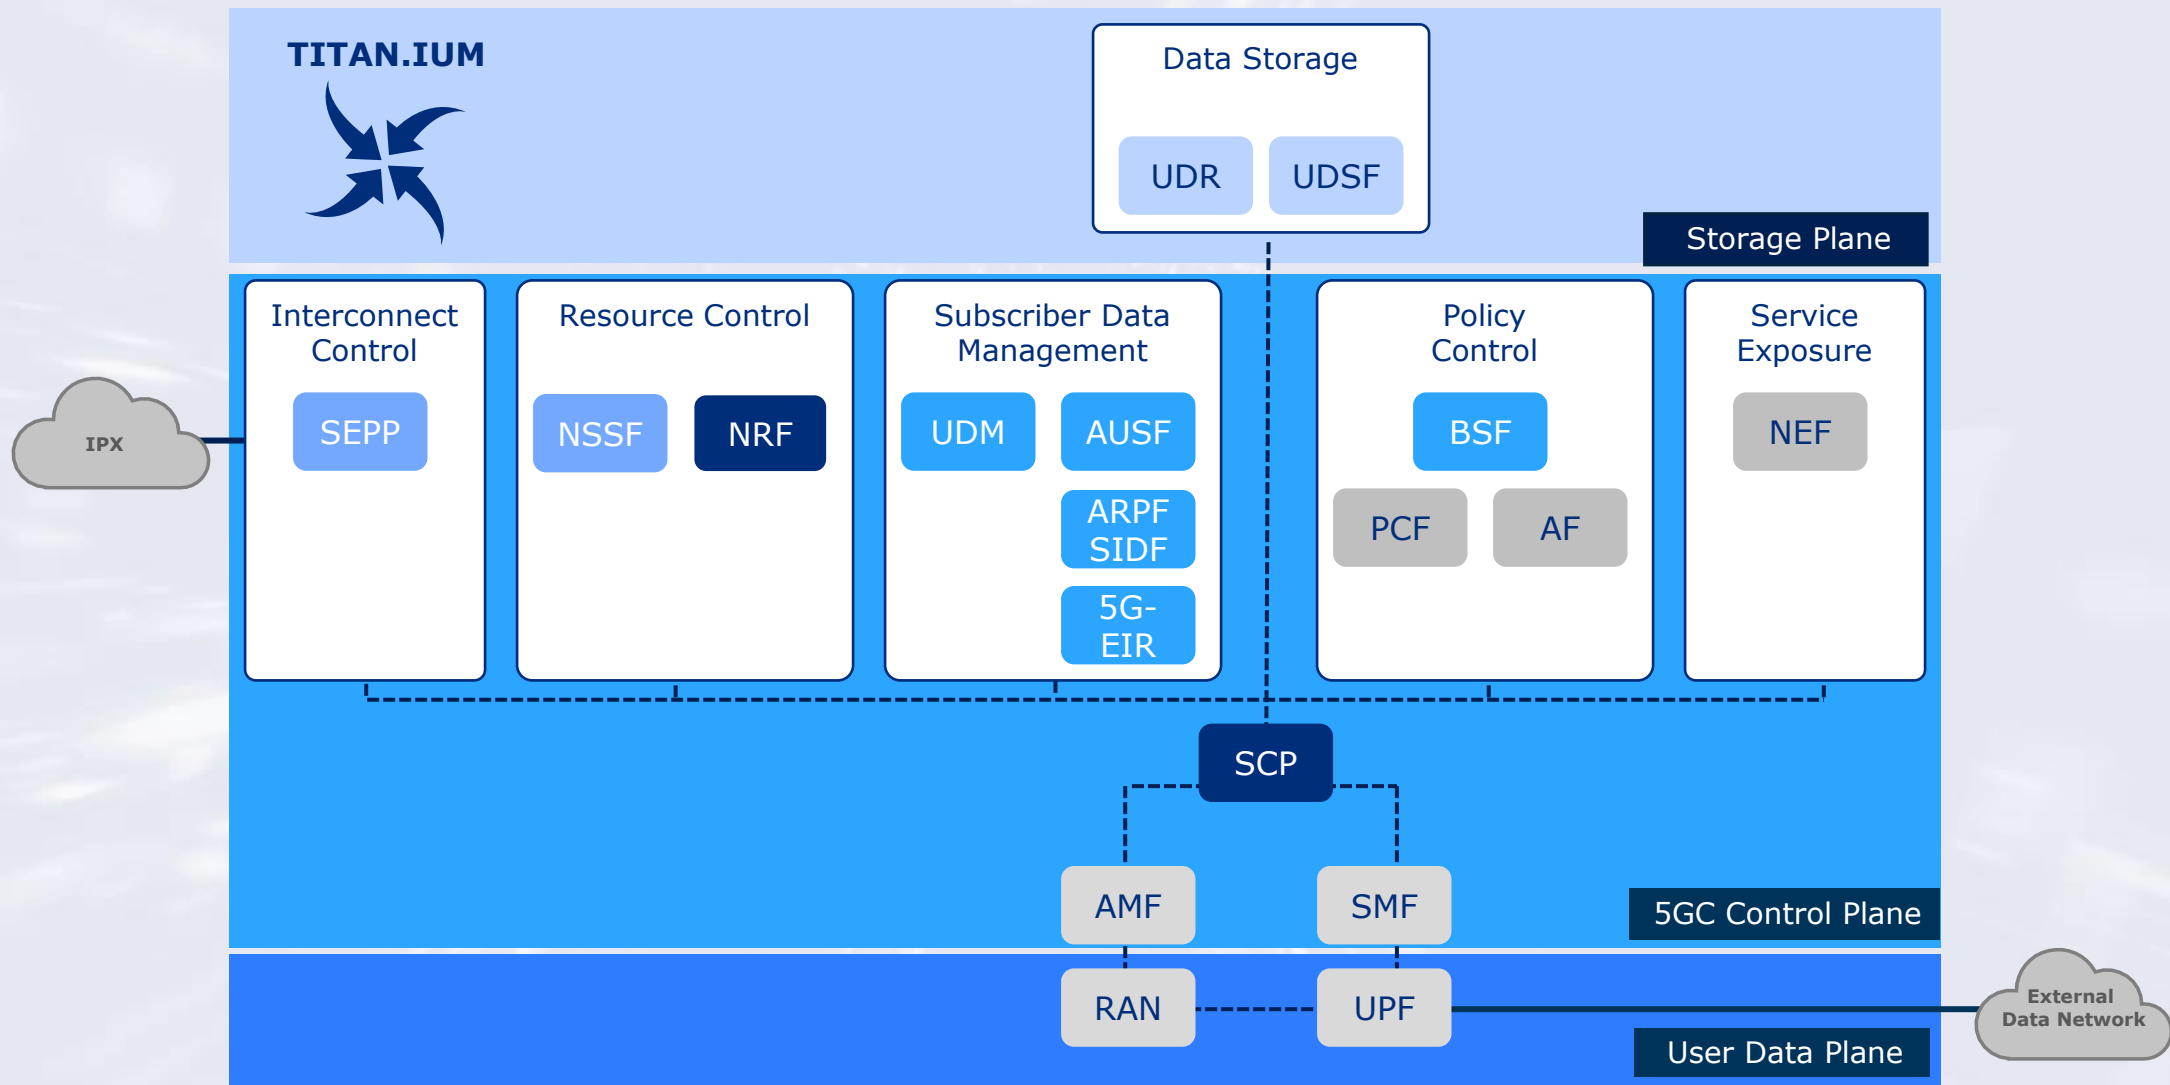 TITAN.IUM
Data Storage
UDR
UDSF
Storage Plane
Interconnect
Control
SEPP
Resource Control
NSSF
NRF
Subscriber Data
Management
UDM
AUSF
ARPF
SIDF
5G-
EIR
Policy
Control
BSF
PCF
AF
Service
Exposure
NEF
IPX
SCP
AMF
SMF
5GC Control Plane
RAN
UPF
External
Data Network
User Data Plane